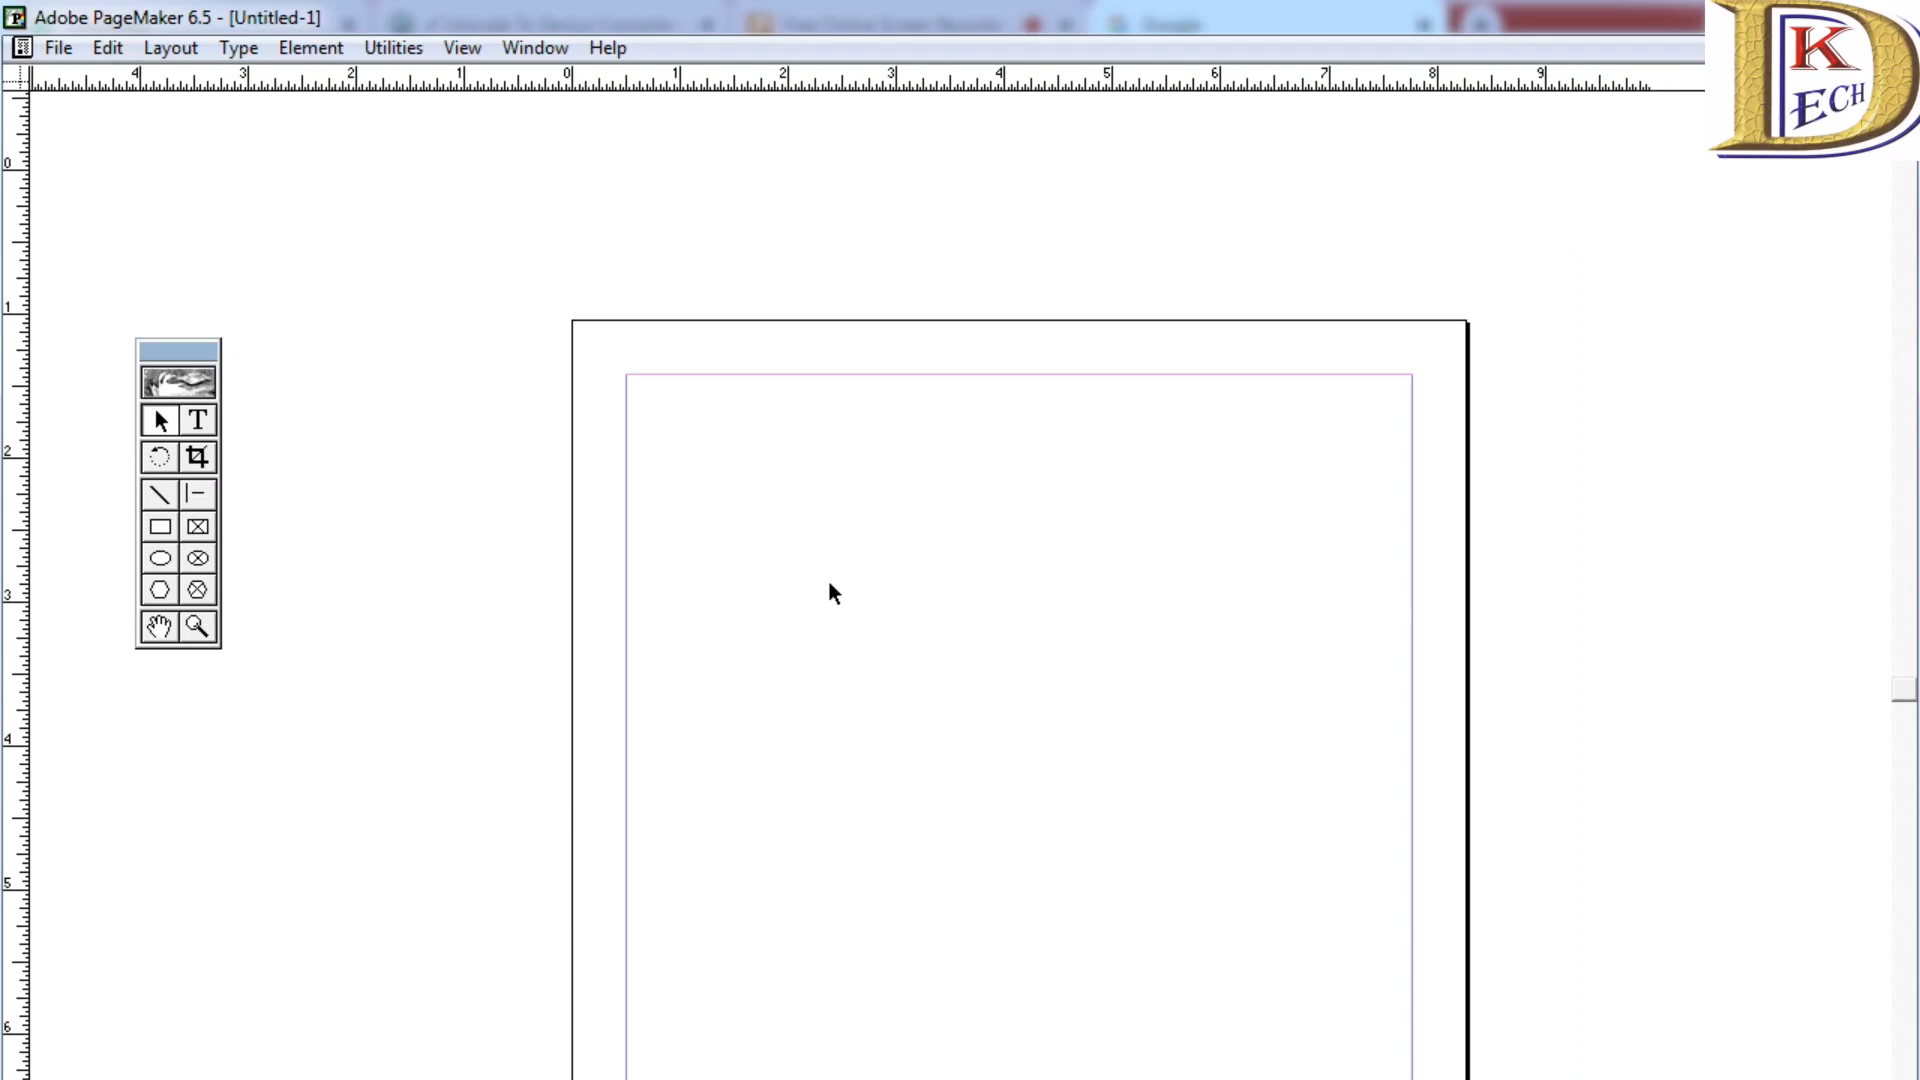 Adobe PageMaker 6.5 - [Untitled-1]
Google
File Edit Layout Type Element Utilities View Window Help
4 3 2 1 0 1 2 3 4 5 6 7 8 9
0
1
2
3
4
5
6
T
D K ECH